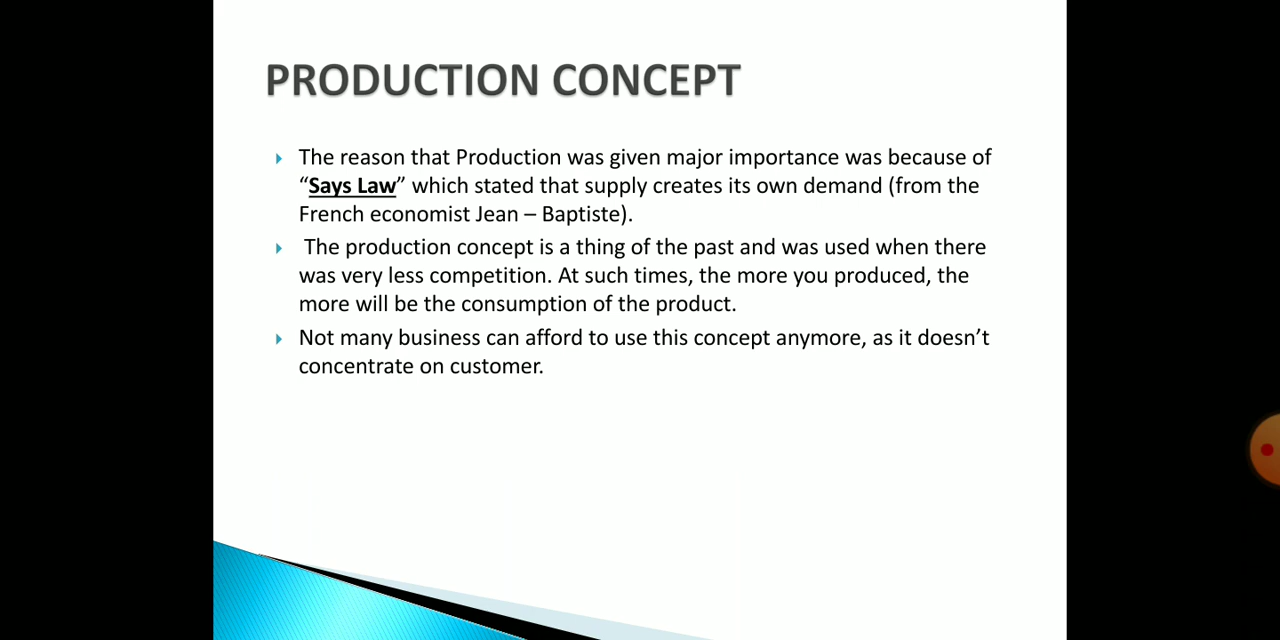 PRODUCTION CONCEPT
The reason that Production was given major importance was because of
“Says Law” which stated that supply creates its own demand (from the
French economist Jean – Baptiste).
The production concept is a thing of the past and was used when there
was very less competition. At such times, the more you produced, the
more will be the consumption of the product.
Not many business can afford to use this concept anymore, as it doesn’t
concentrate on customer.